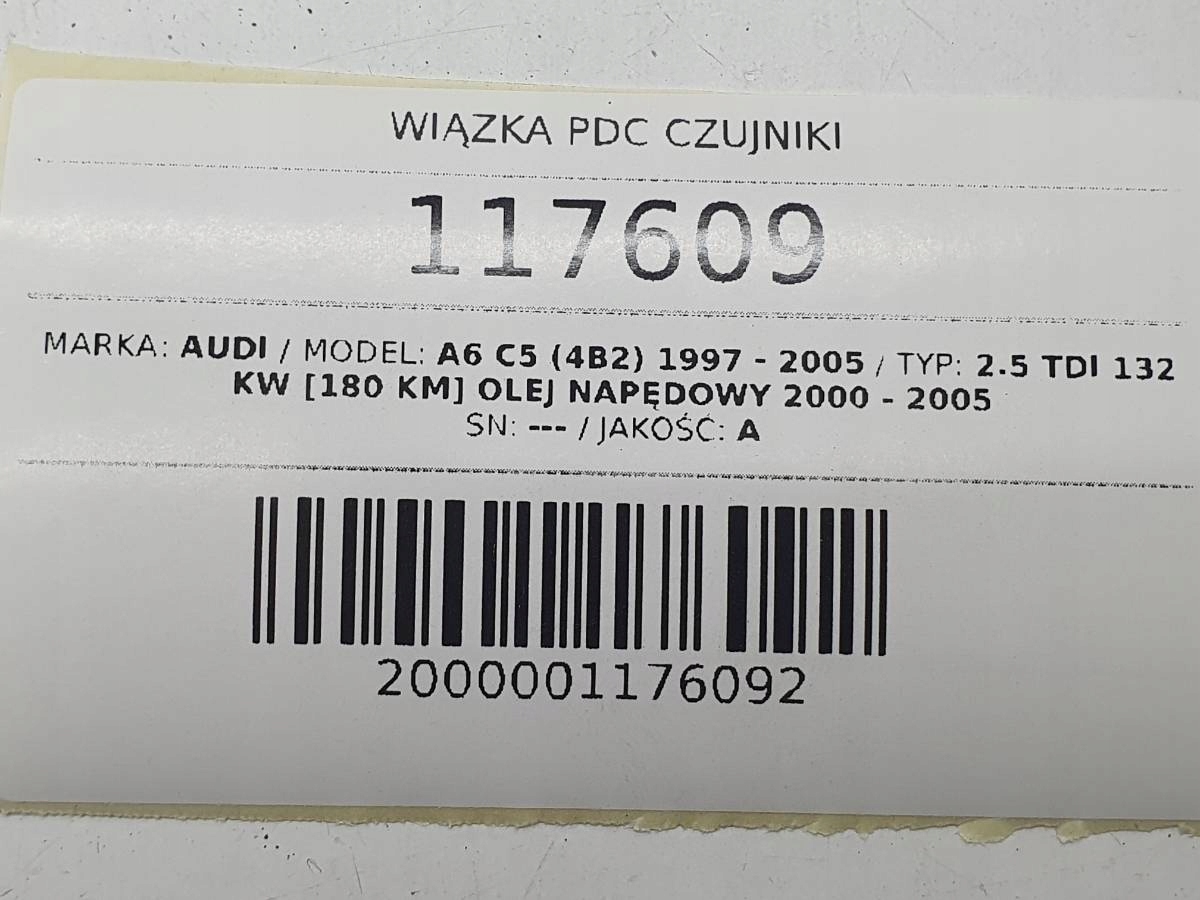 WIĄZKA PDC CZUJNIKI
117609
MARKA: AUDI / MODEL: A6 C5 (4B2) 1997 - 2005 / TYP: 2.5 TDI 132
KW [180 KM] OLEJ NAPĘDOWY 2000 - 2005
SN: --- / JAKOŚĆ: A
2000001176092